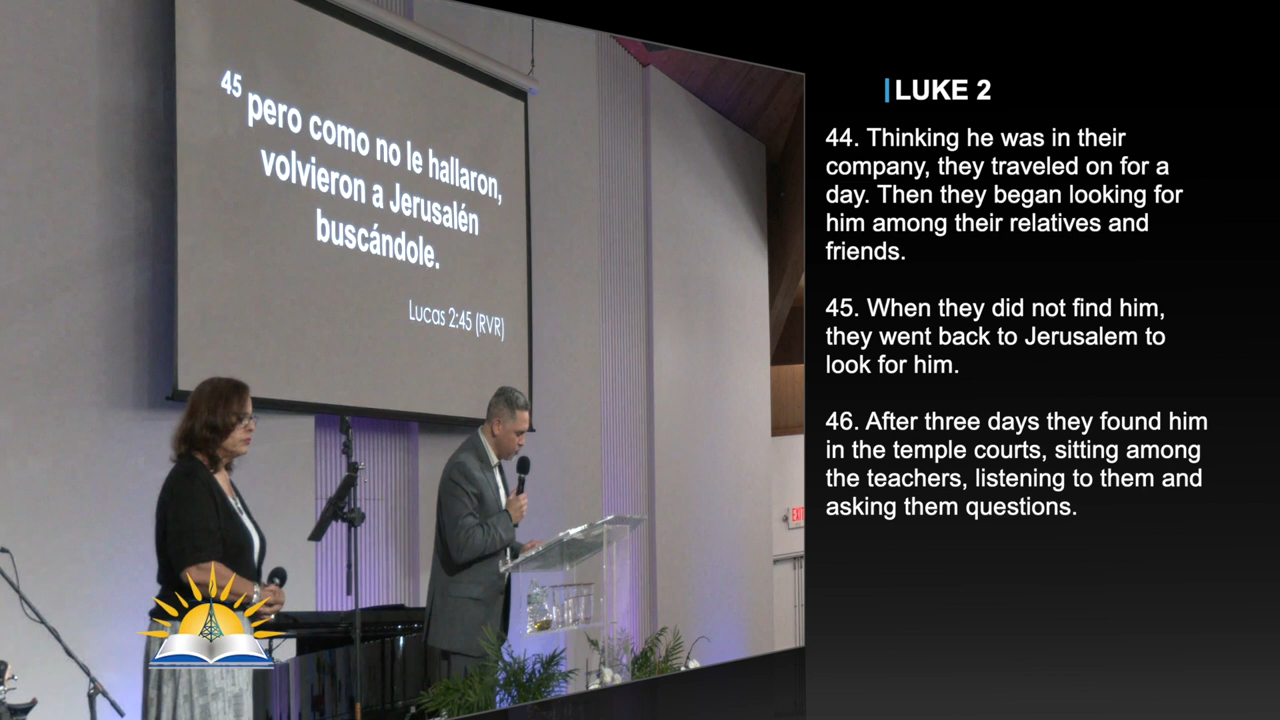 45 pero como no le hallaron,
volvieron a Jerusalén
buscándole.
Lucas 2:45 (RVR)
LUKE 2
44. Thinking he was in their
company, they traveled on for a
day. Then they began looking for
him among their relatives and
friends.
45. When they did not find him,
they went back to Jerusalem to
look for him.
46. After three days they found him
in the temple courts, sitting among
the teachers, listening to them and
asking them questions.
EXIT